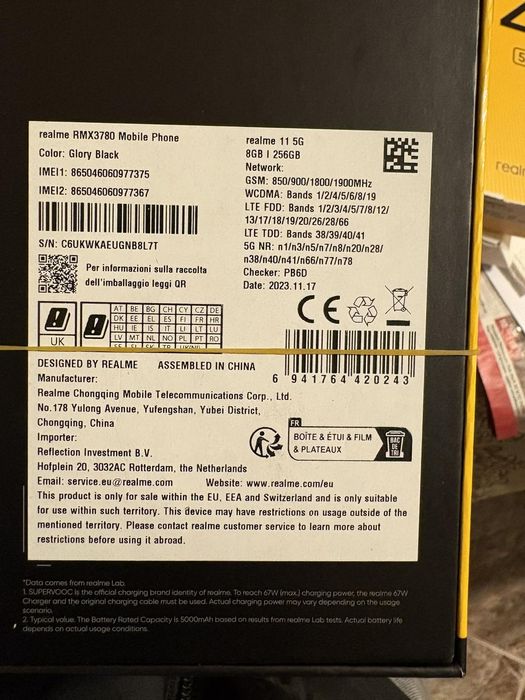 realme RMX3780 Mobile Phone
Color: Glory Black
IMEI1: 865046060977375
IMEI2: 865046060977367
S/N: C6UKWKAEUGNB8L7T
Per informazioni sulla raccolta
dell'imballaggio leggi QR
UK
AT BE BG CH CY CZ DE
DK EE EL ES FI FR HR
HU IE IS IT LI LT LU
LV MT NL NO PL PT RO
realme 11 5G
8GB | 256GB
Network:
GSM: 850/900/1800/1900MHz
WCDMA: Bands 1/2/4/5/6/8/19
LTE FDD: Bands 1/2/3/4/5/7/8/12/
13/17/18/19/20/26/28/66
LTE TDD: Bands 38/39/40/41
5G NR: n1/n3/n5/n7/n8/n20/n28/
n38/n40/n41/n66/n77/n78
Checker: PB6D
Date: 2023.11.17
CE
6 941764 420243
DESIGNED BY REALME ASSEMBLED IN CHINA
Manufacturer:
Realme Chongqing Mobile Telecommunications Corp., Ltd.
No.178 Yulong Avenue, Yufengshan, Yubei District,
Chongqing, China
Importer:
Reflection Investment B.V.
Hofplein 20, 3032AC Rotterdam, the Netherlands
Email: service.eu@realme.com Website: www.realme.com/eu
FR
BOÎTE & ÉTUI & FILM
& PLATEAUX
BAC
DE
TRI
This product is only for sale within the EU, EEA and Switzerland and is only suitable
for use within such territory. This device may have restrictions on usage outside of the
mentioned territory. Please contact realme customer service to learn more about
restrictions before using it abroad.
*Data comes from realme Lab.
1. SUPERVOOC is the official charging brand identity of realme. To reach 67W (max.) charging power, the realme 67W
Charger and the original charging cable must be used. Actual charging power may vary depending on the usage
scenario.
2. Typical value. The Battery Rated Capacity is 5000mAh based on results from realme Lab tests. Actual battery life
depends on actual usage conditions.